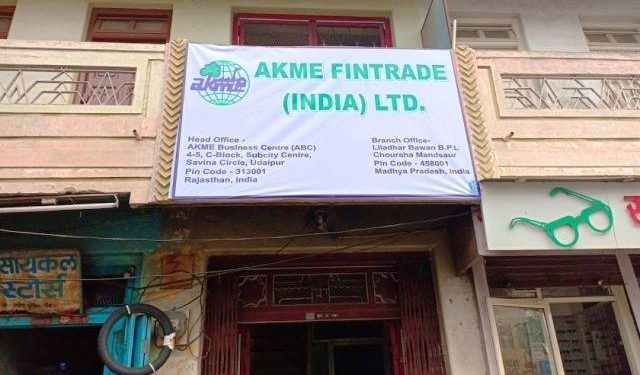 AKME
AKME FINTRADE
(INDIA) LTD.
Head Office -
AKME Business Centre (ABC)
4-5, C-Block, Subcity Centre,
Savina Circle, Udaipur
Pin Code - 313001
Rajasthan, India
Branch Office-
Liladhar Bawan B.P.L
Chouraha Mandsaur
Pin Code - 458001
Madhya Pradesh, India
सायकल
स्टोर्स